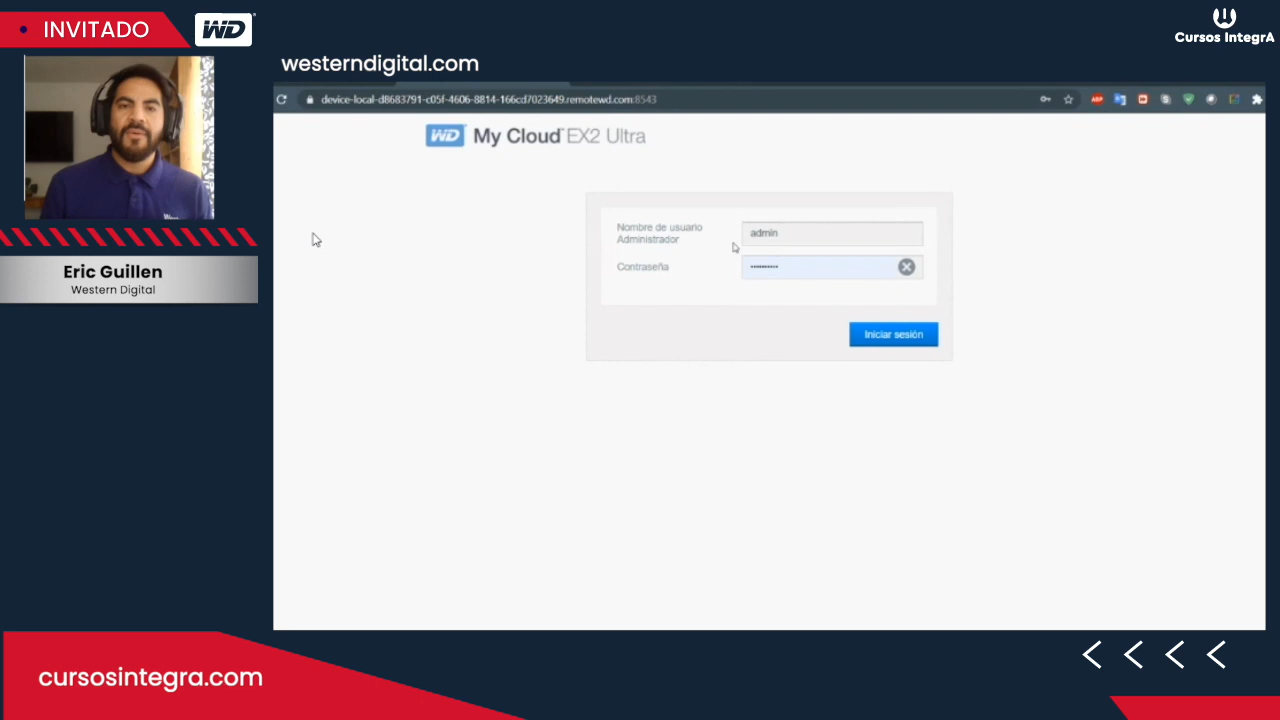 INVITADO
WD
Cursos IntegrA
westerndigital.com
device-local-d8683791-c05f-4606-8814-166cd7023649.remotewd.com:8543
ABP
WD My Cloud EX2 Ultra
Nombre de usuario
Administrador
admin
Contraseña
Iniciar sesión
Eric Guillen
Western Digital
cursosintegra.com